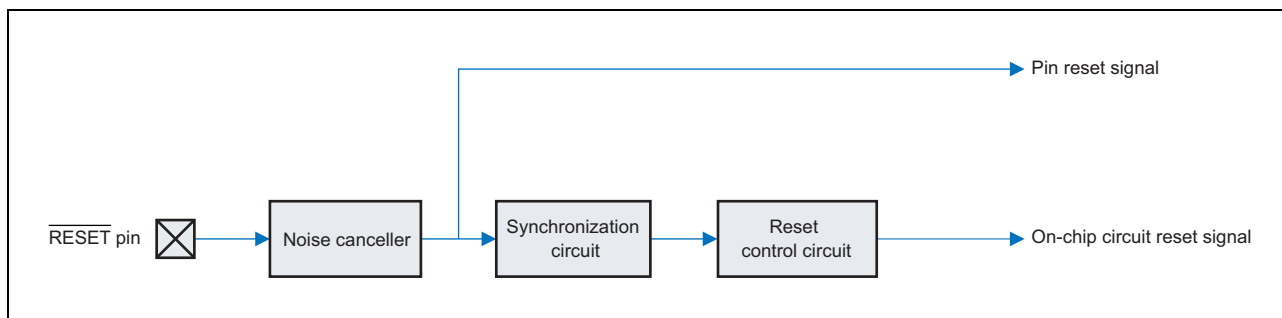 Pin reset signal
RESET pin
Noise canceller
Synchronization
circuit
Reset
control circuit
On-chip circuit reset signal